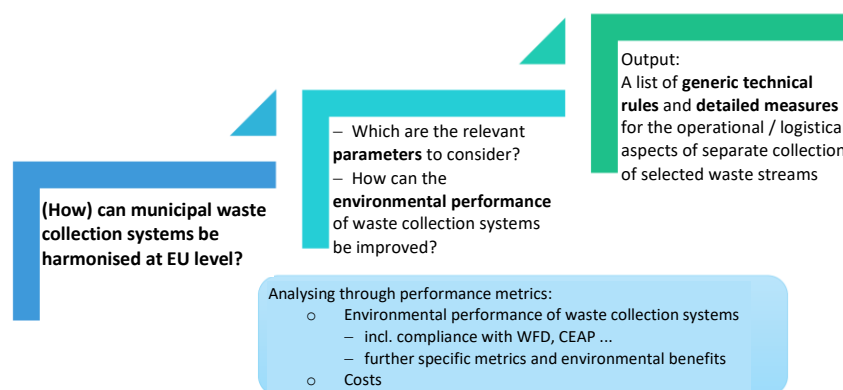 (How) can municipal waste
collection systems be
harmonised at EU level?
– Which are the relevant
parameters to consider?
– How can the
environmental performance
of waste collection systems
be improved?
Output:
A list of generic technical
rules and detailed measures
for the operational / logistica
aspects of separate collection
of selected waste streams
Analysing through performance metrics:
o Environmental performance of waste collection systems
– incl. compliance with WFD, CEAP ...
– further specific metrics and environmental benefits
o Costs